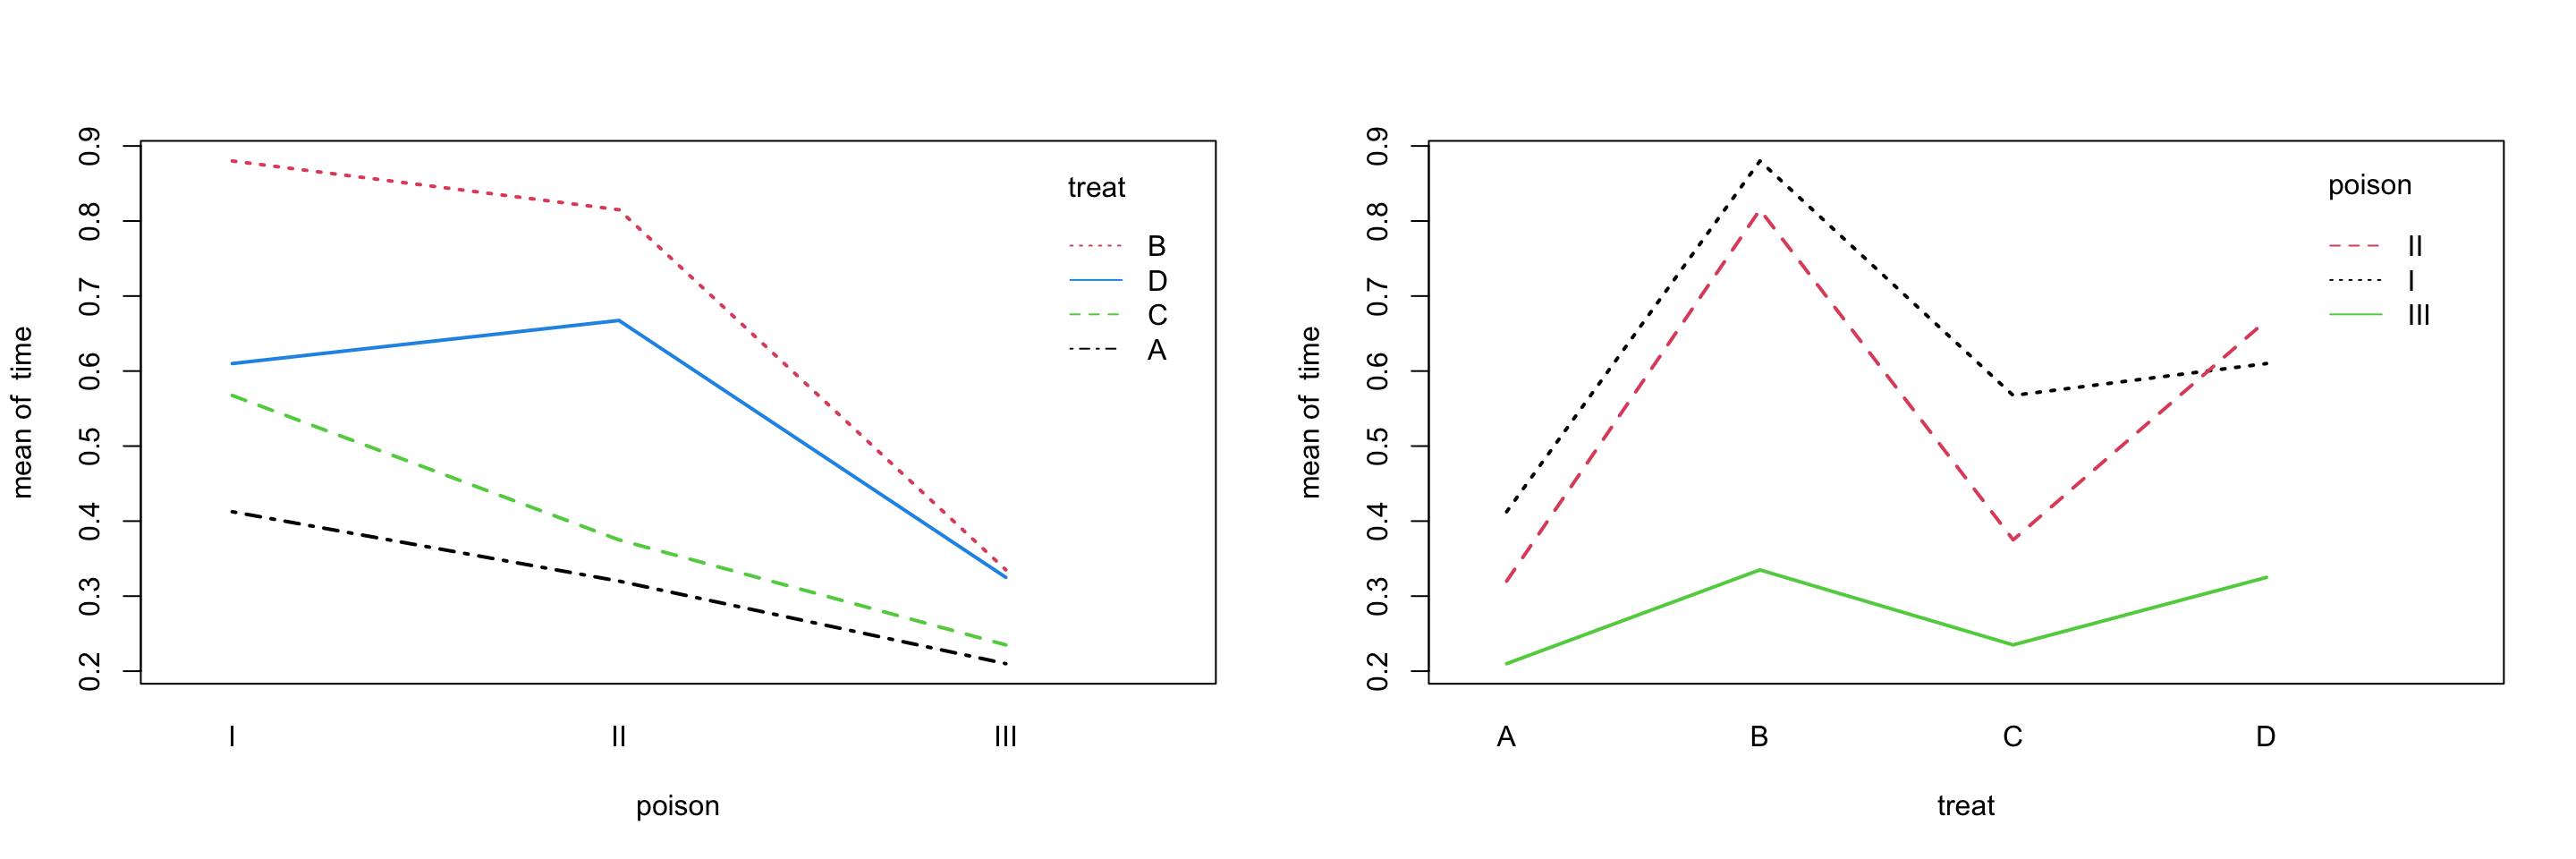 mean of time
0.9
0.8
0.7
0.6
0.5
0.4
0.3
0.2
treat
B
D
C
A
I II III
poison
mean of time
0.9
0.8
0.7
0.6
0.5
0.4
0.3
0.2
poison
II
I
III
A B C D
treat